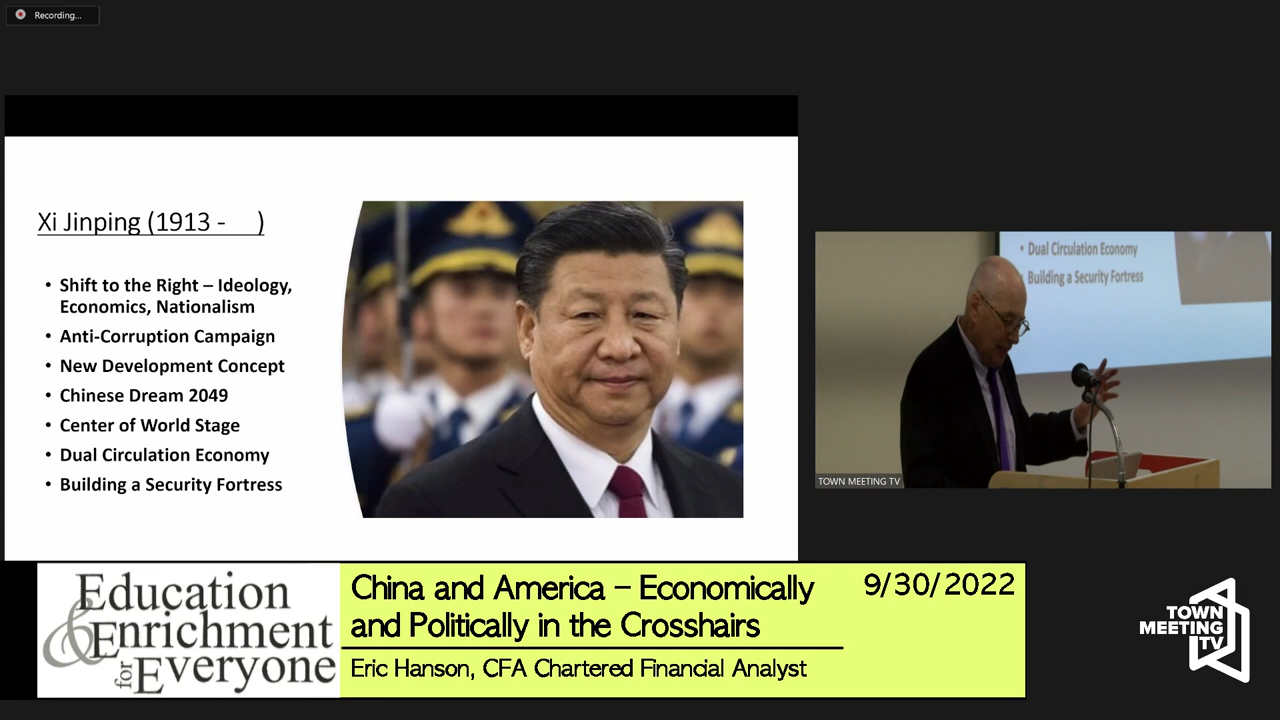 Recording...
Xi Jinping (1913 -     )
• Shift to the Right – Ideology,
Economics, Nationalism
• Anti-Corruption Campaign
• New Development Concept
• Chinese Dream 2049
• Center of World Stage
• Dual Circulation Economy
• Building a Security Fortress
• Dual Circulation Economy
• Building a Security Fortress
TOWN MEETING TV
Education
& Enrichment
for Everyone
China and America – Economically
and Politically in the Crosshairs
9/30/2022
Eric Hanson, CFA Chartered Financial Analyst
TOWN
MEETING
TV